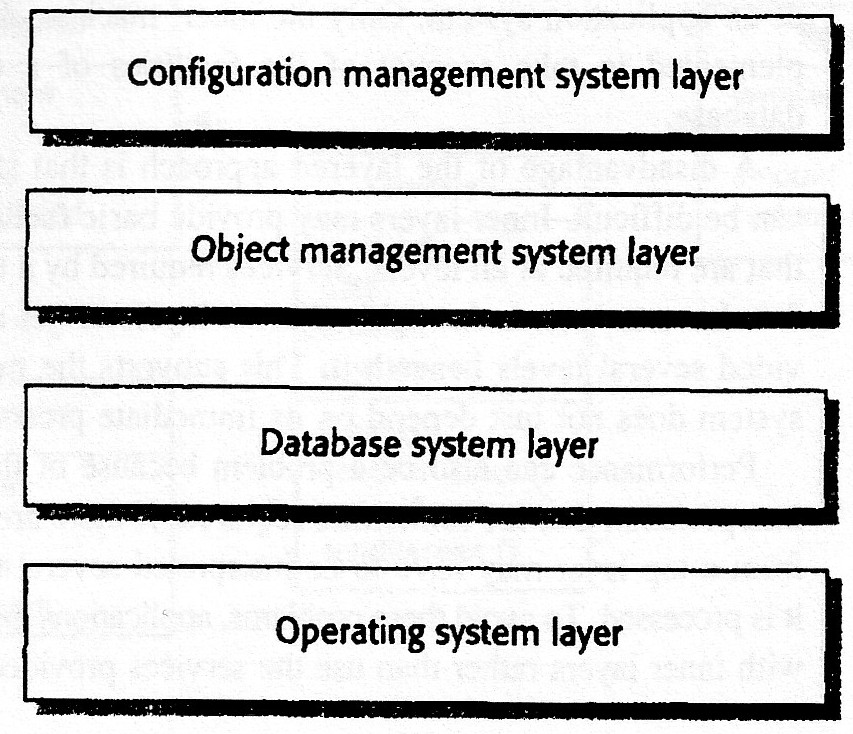 Configuration management system layer
Object management system layer
Database system layer
Operating system layer